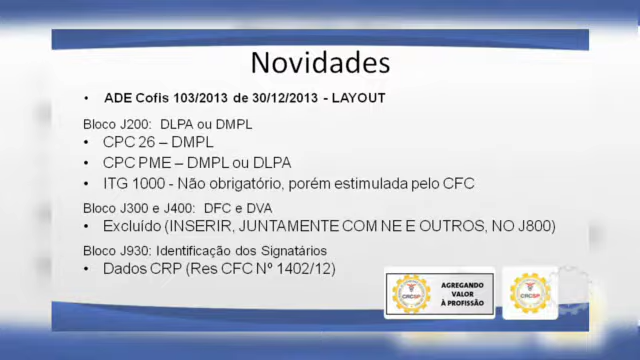 Novidades
• ADE Cofis 103/2013 de 30/12/2013 - LAYOUT
Bloco J200: DLPA ou DMPL
• CPC 26 – DMPL
• CPC PME – DMPL ou DLPA
• ITG 1000 - Não obrigatório, porém estimulada pelo CFC
Bloco J300 e J400: DFC e DVA
• Excluído (INSERIR, JUNTAMENTE COM NE E OUTROS, NO J800)
Bloco J930: Identificação dos Signatários
• Dados CRP (Res CFC Nº 1402/12)
CRCSP
AGREGANDO
VALOR
À PROFISSÃO
CRCSP